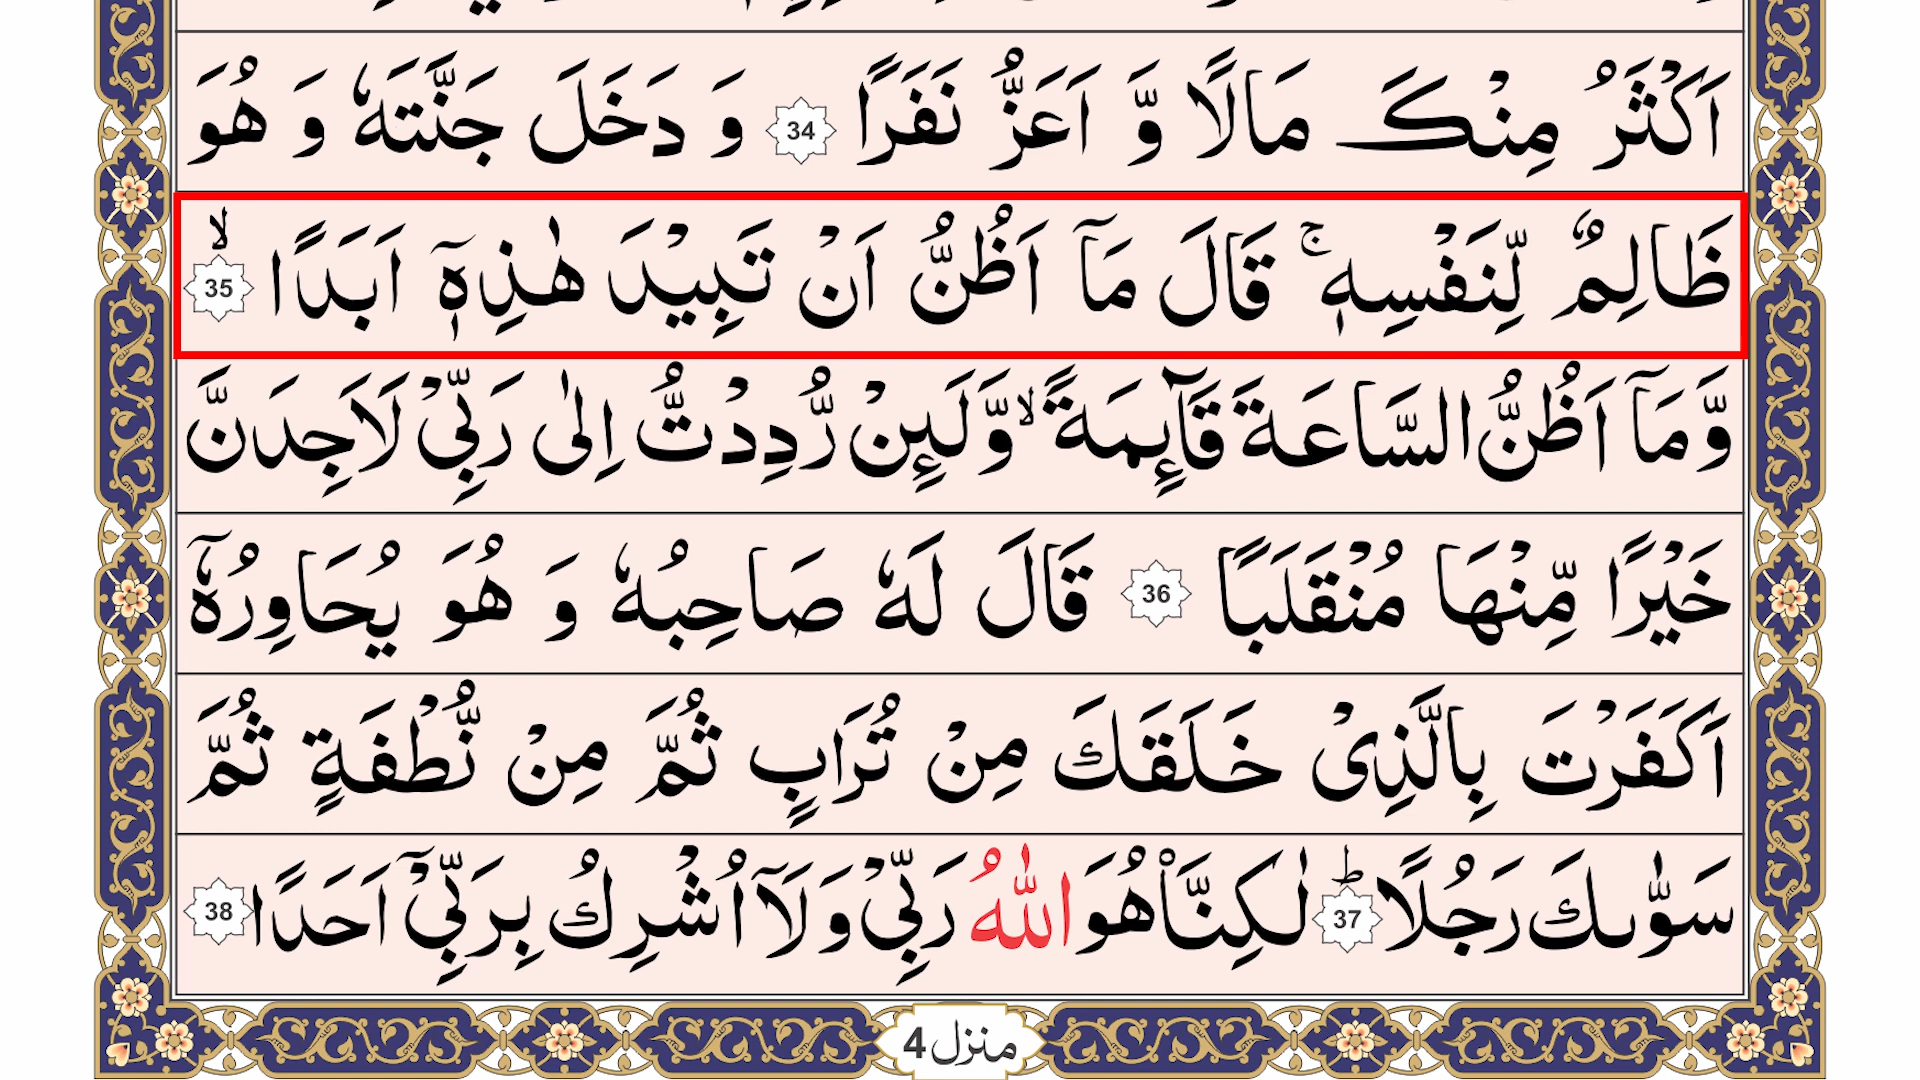 اَكْثَرُ مِنْكَ مَالًا وَّ اَعَزُّ نَفَرًا 34 وَ دَخَلَ جَنَّتَهٗ وَ هُوَ
ظَالِمٌ لِّنَفْسِهٖ ۚ قَالَ مَاۤ اَظُنُّ اَنْ تَبِيْدَ هٰذِهٖۤ اَبَدًا ۙ 35
وَّ مَاۤ اَظُنُّ السَّاعَةَ قَآىِٕمَةً ۙ وَّ لَىِٕنْ رُّدِدْتُّ اِلٰى رَبِّيْ لَاَجِدَنَّ
خَيْرًا مِّنْهَا مُنْقَلَبًا 36 قَالَ لَهٗ صَاحِبُهٗ وَ هُوَ يُحَاوِرُهٗۤ
اَكَفَرْتَ بِالَّذِيْ خَلَقَكَ مِنْ تُرَابٍ ثُمَّ مِنْ نُّطْفَةٍ ثُمَّ
سَوّٰىكَ رَجُلًا ؕ 37 لٰكِنَّا۠ هُوَ اللّٰهُ رَبِّيْ وَ لَاۤ اُشْرِكُ بِرَبِّيْۤ اَحَدًا 38
منزل 4